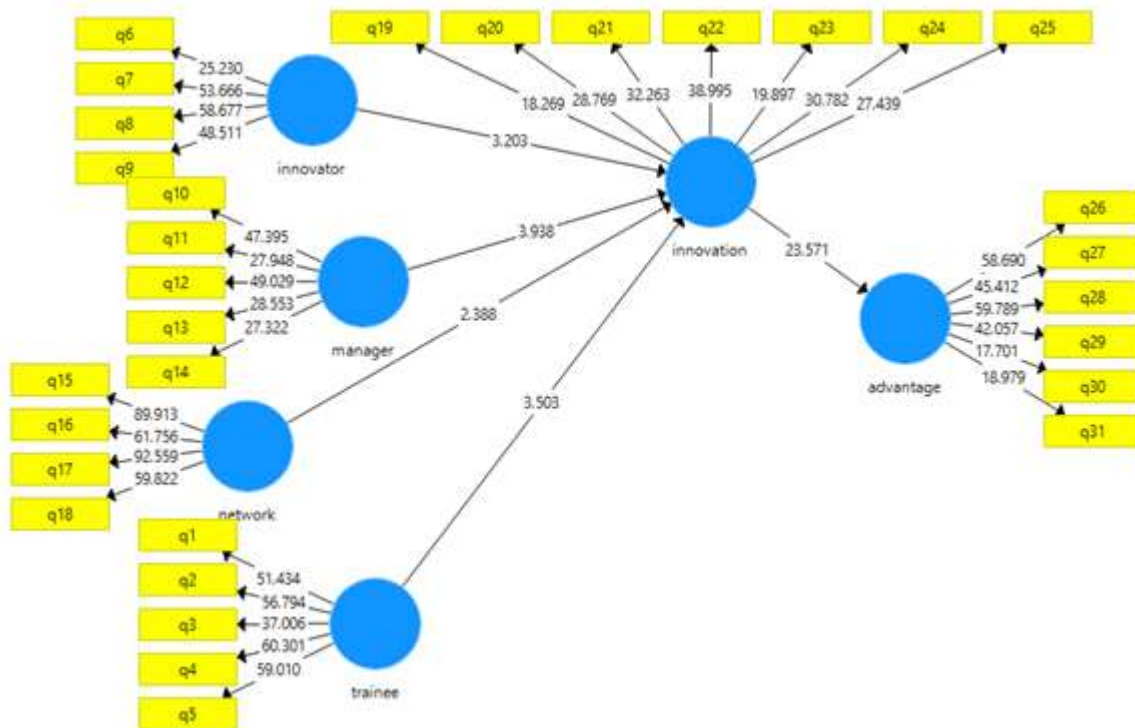 q19
q20
q21
q22
q23
q24
q25
18.269
28.769
32.263
38.995
19.897
30.782
27.439
q6
q7
q8
q9
25.230
53.666
58.677
48.511
innovator
3.203
q10
q11
q12
q13
q14
47.395
27.948
49.029
28.553
27.322
manager
3.938
innovation
23.571
q15
q16
q17
q18
89.913
61.756
92.559
59.822
network
2.388
q1
q2
q3
q4
q5
51.434
56.794
37.006
60.301
59.010
trainee
3.503
advantage
58.690
45.412
59.789
42.057
17.701
18.979
q26
q27
q28
q29
q30
q31